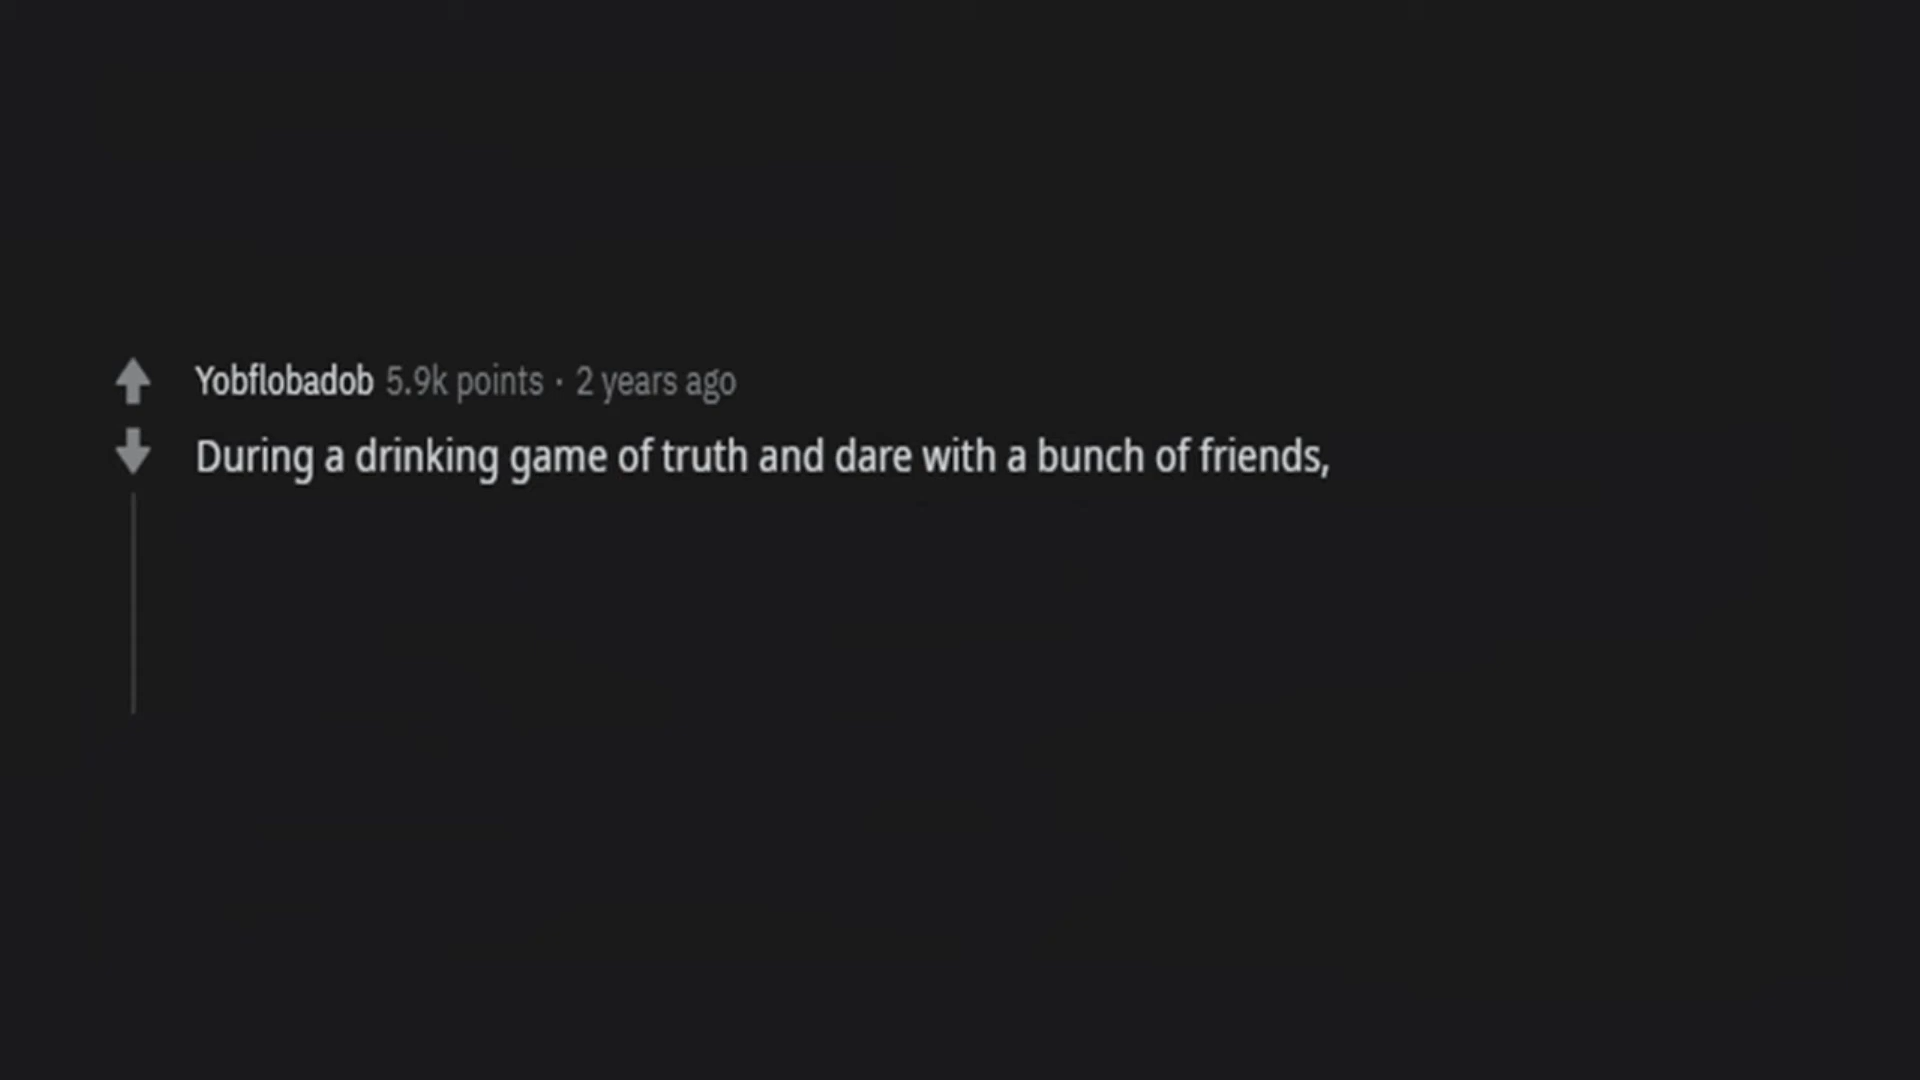 Yobflobadob 5.9k points · 2 years ago
During a drinking game of truth and dare with a bunch of friends,